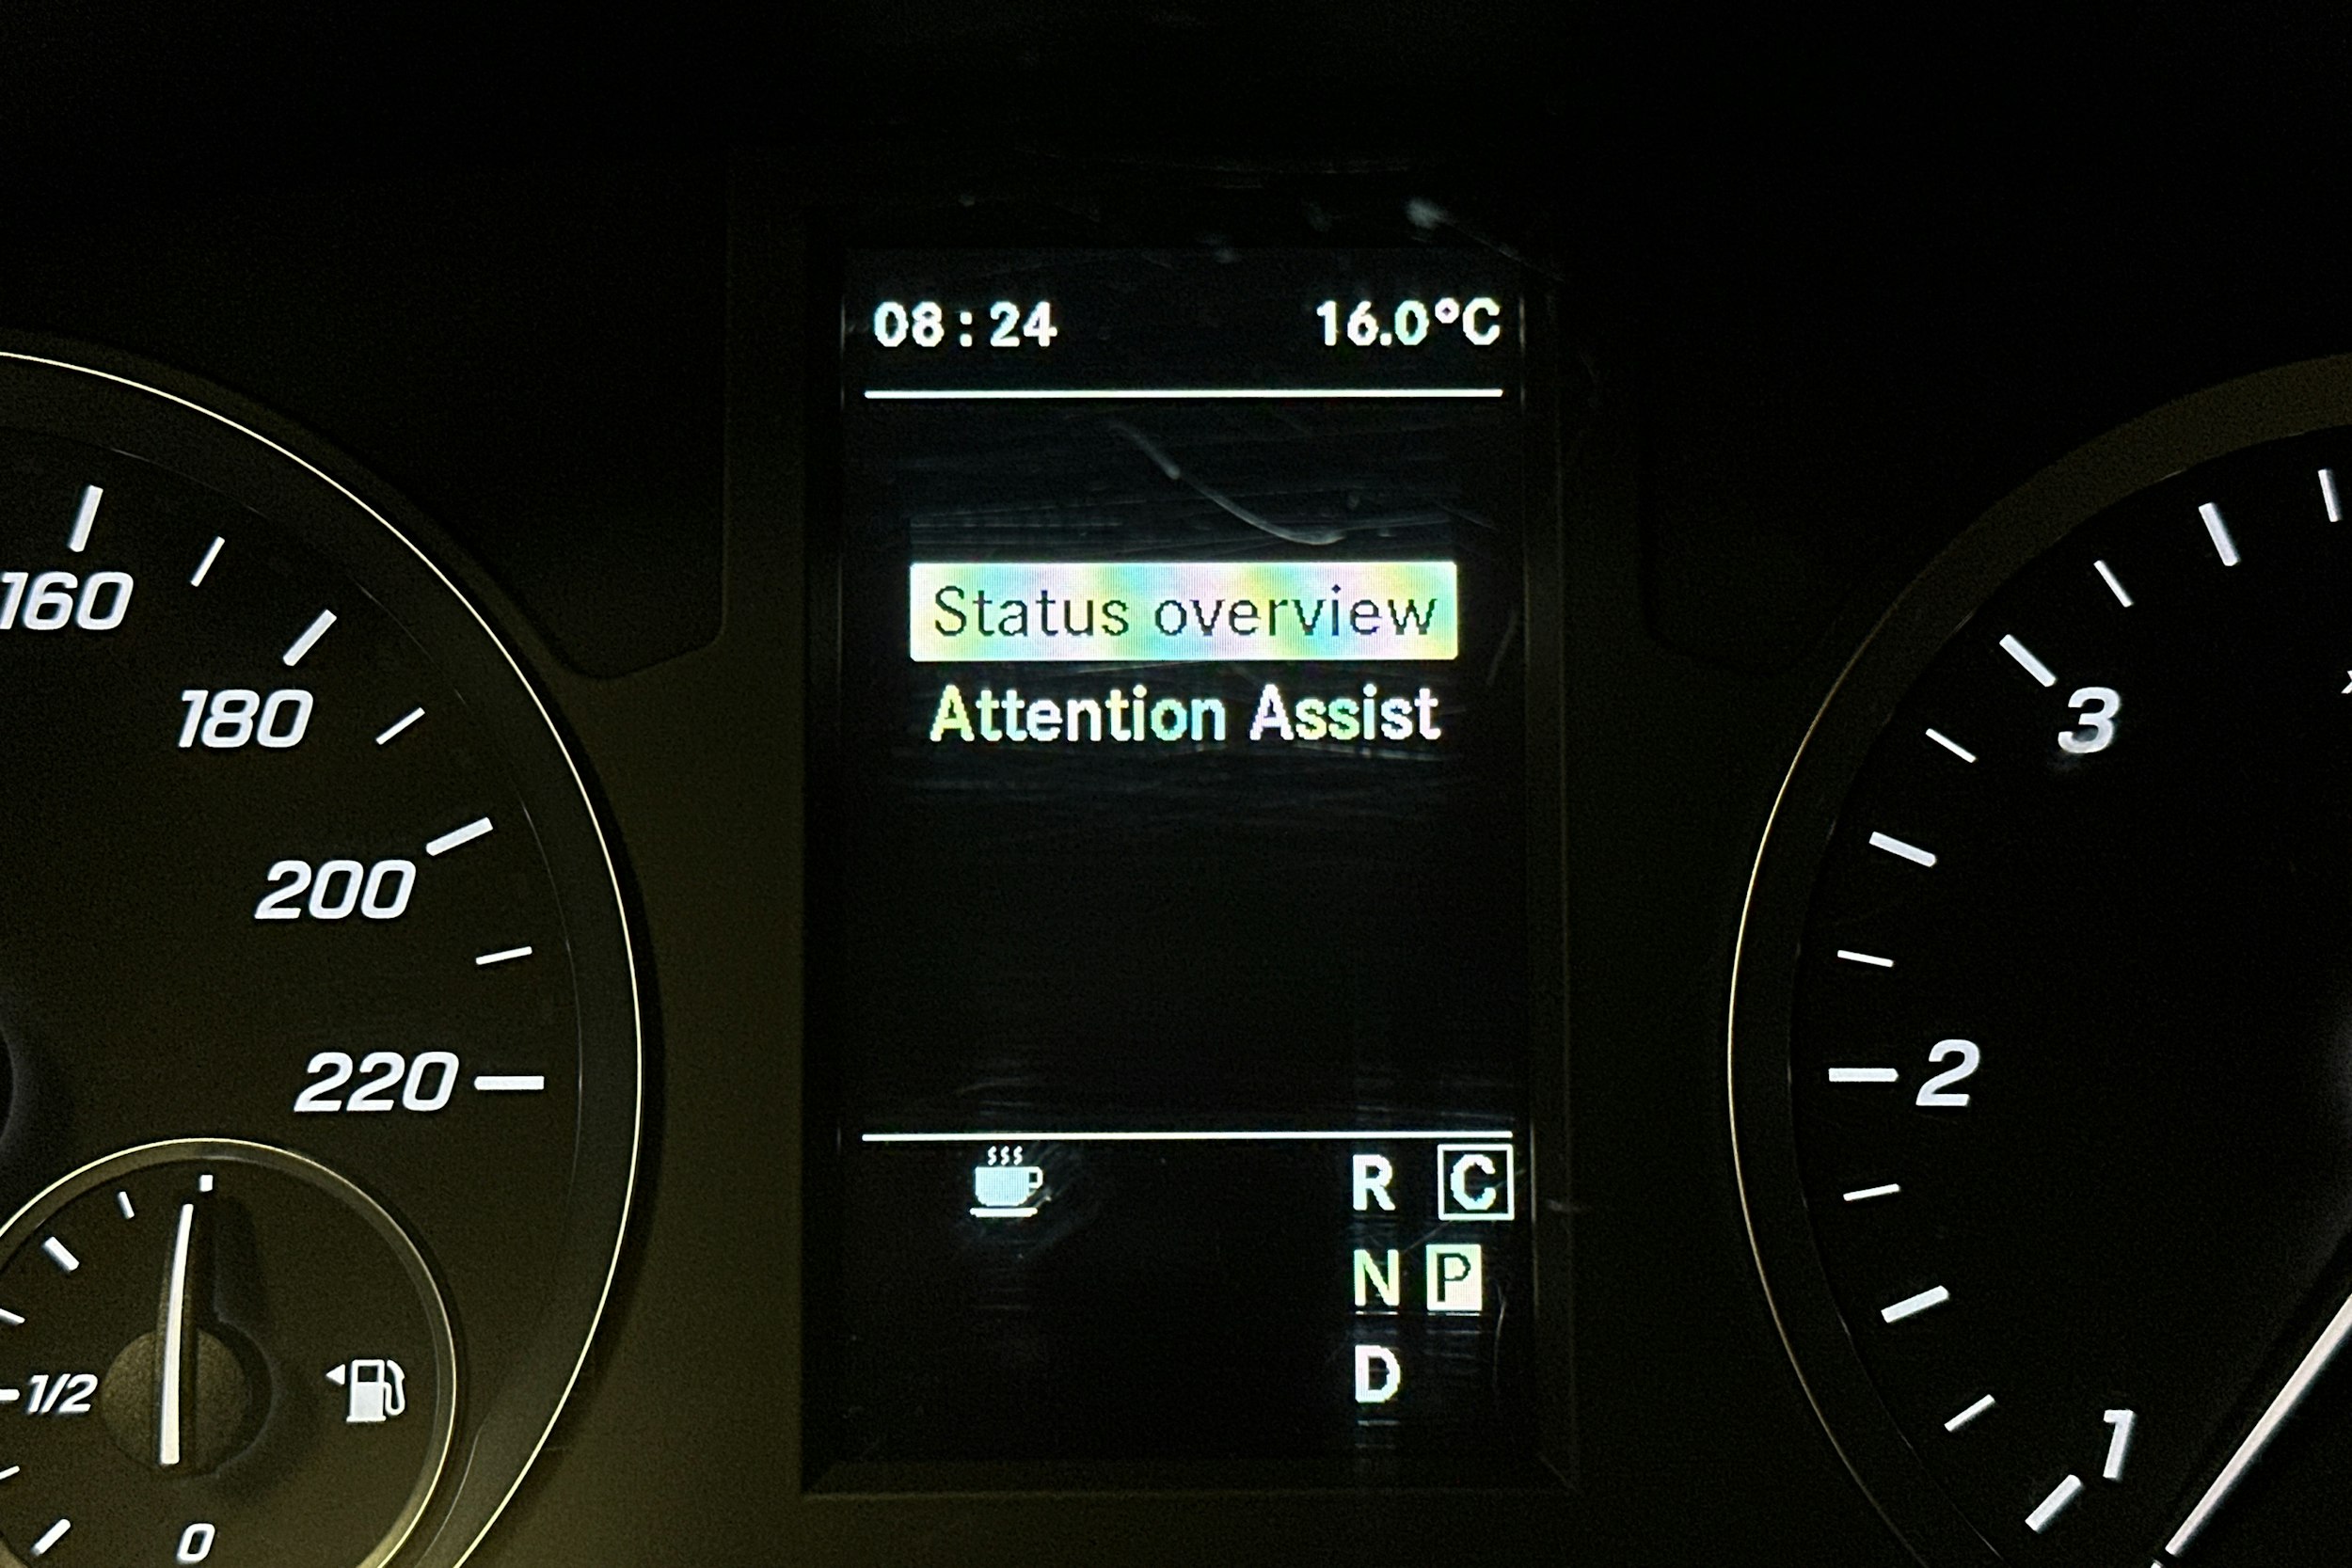 08:24 16.0°C
Status overview
Attention Assist
R C
N P
D
160
180
200
220
1/2
0
3
2
1